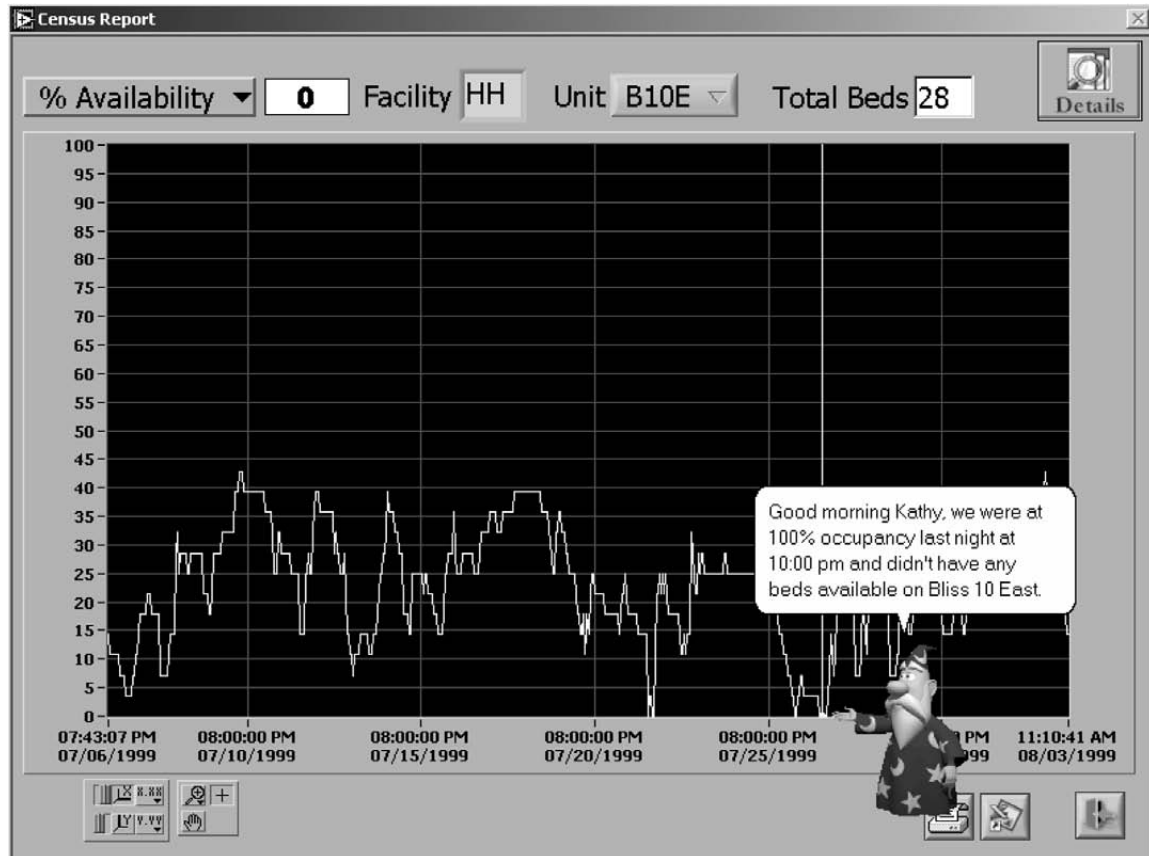 Census Report
% Availability 0 Facility HH Unit B10E Total Beds 28
Details
100
95
90
85
80
75
70
65
60
55
50
45
40
35
30
25
20
15
10
5
0
Good morning Kathy, we were at
100% occupancy last night at
10:00 pm and didn't have any
beds available on Bliss 10 East.
07:43:07 PM 08:00:00 PM 08:00:00 PM 08:00:00 PM 08:00:00 PM PM 11:10:41 AM
07/06/1999 07/10/1999 07/15/1999 07/20/1999 07/25/1999 999 08/03/1999
X 8.88
Y Y.YY